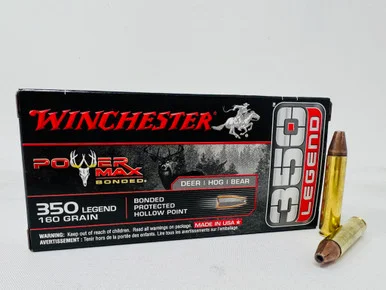 WINCHESTER
POWER
MAX
BONDED
DEER | HOG | BEAR
350 LEGEND
160 GRAIN
BONDED
PROTECTED
HOLLOW POINT
MADE IN USA
WARNING: Keep out of reach of children. Read all warnings on package.
AVERTISSEMENT: Tenir hors de la portée des enfants. Lire tous les avertissements sur l'emballage.
350
LEGEND